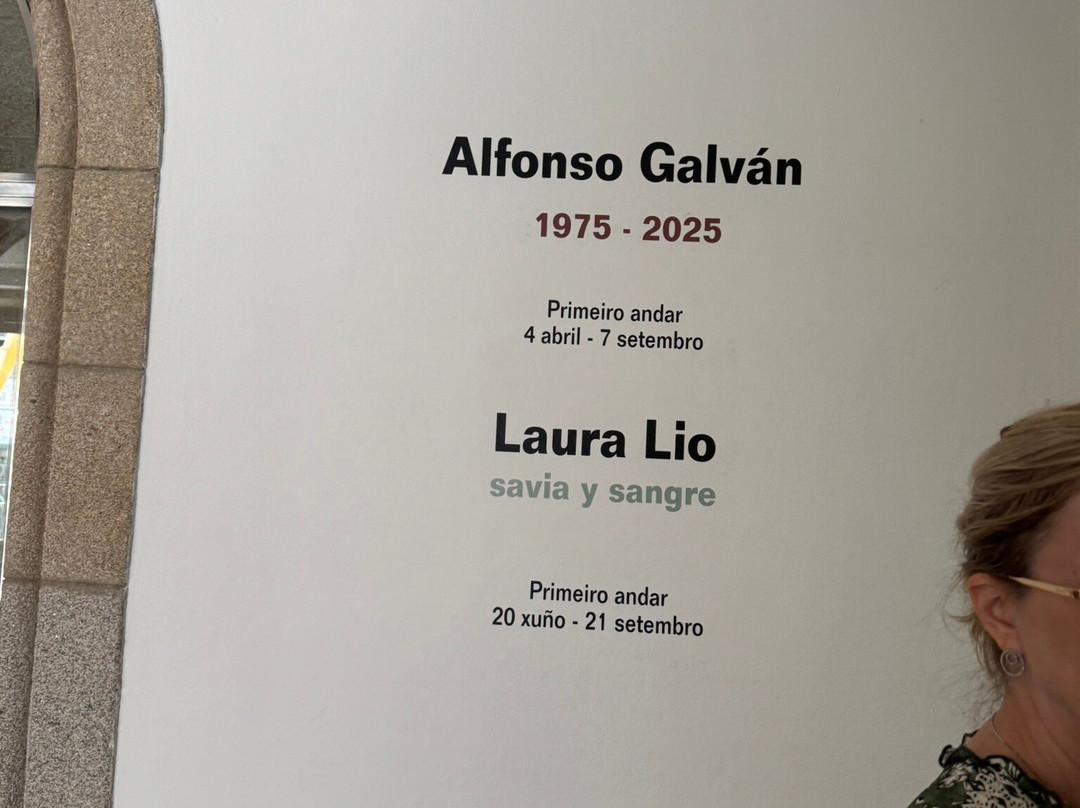 Alfonso Galván
1975 - 2025
Primeiro andar
4 abril - 7 setembro
Laura Lio
savia y sangre
Primeiro andar
20 xuño - 21 setembro